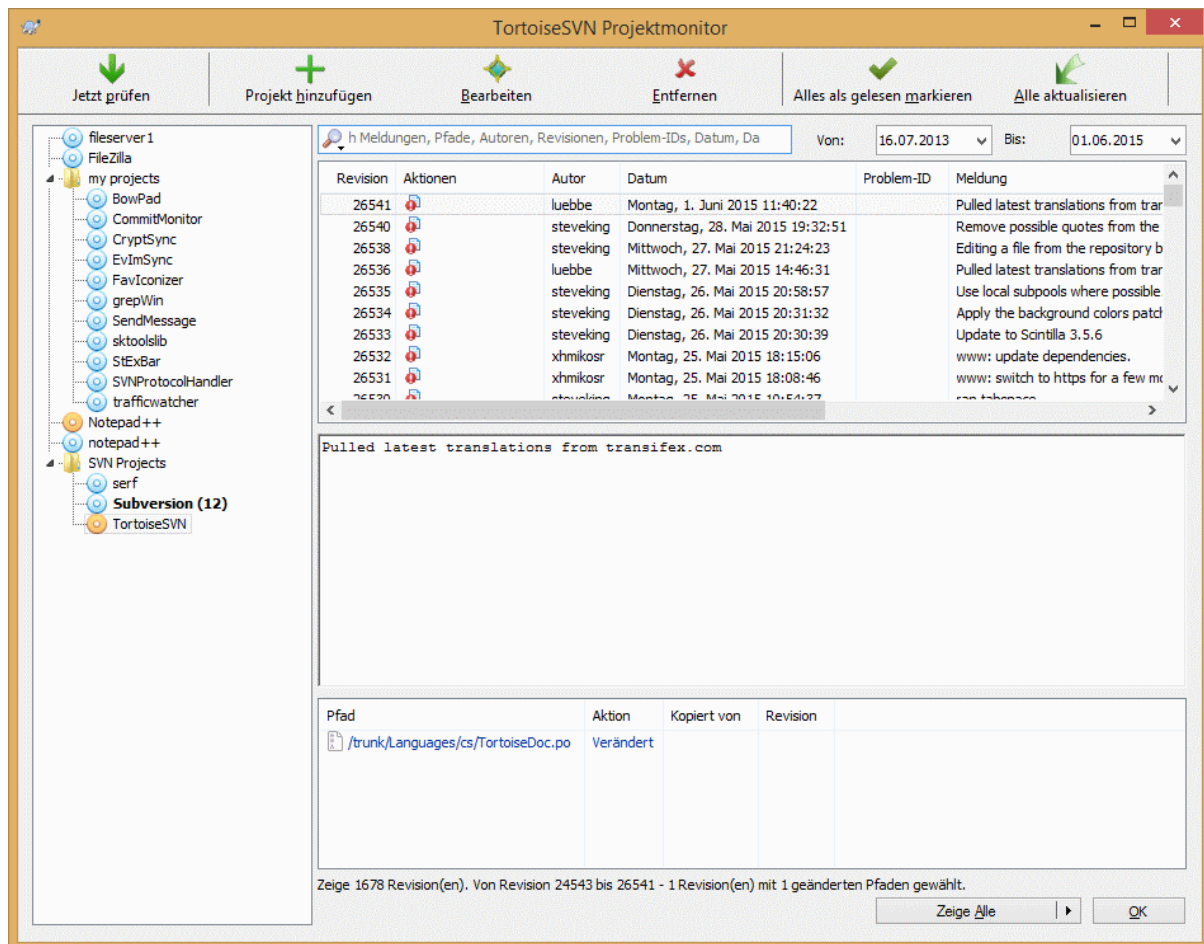 TortoiseSVN Projektmonitor
Jetzt prüfen Projekt hinzufügen Bearbeiten Entfernen Alles als gelesen markieren Alle aktualisieren
fileserver1
FileZilla
my projects
BowPad
CommitMonitor
CryptSync
EvImSync
FavIconizer
grepWin
SendMessage
sktoolslib
StExBar
SVNProtocolHandler
trafficwatcher
Notepad++
notepad++
SVN Projects
serf
Subversion (12)
TortoiseSVN
h Meldungen, Pfade, Autoren, Revisionen, Problem-IDs, Datum, Da Von: 16.07.2013 Bis: 01.06.2015
Revision Aktionen Autor Datum Problem-ID Meldung
26541 luebbe Montag, 1. Juni 2015 11:40:22 Pulled latest translations from tran
26540 steveking Donnerstag, 28. Mai 2015 19:32:51 Remove possible quotes from the
26538 steveking Mittwoch, 27. Mai 2015 21:24:23 Editing a file from the repository b
26536 luebbe Mittwoch, 27. Mai 2015 14:46:31 Pulled latest translations from tran
26535 steveking Dienstag, 26. Mai 2015 20:58:57 Use local subpools where possible
26534 steveking Dienstag, 26. Mai 2015 20:31:32 Apply the background colors patch
26533 steveking Dienstag, 26. Mai 2015 20:30:39 Update to Scintilla 3.5.6
26532 xhmikosr Montag, 25. Mai 2015 18:15:06 www: update dependencies.
26531 xhmikosr Montag, 25. Mai 2015 18:08:46 www: switch to https for a few mo
26530 steveking Montag, 25. Mai 2015 10:54:37 ran tabspace
Pulled latest translations from transifex.com
Pfad Aktion Kopiert von Revision
/trunk/Languages/cs/TortoiseDoc.po Verändert
Zeige 1678 Revision(en). Von Revision 24543 bis 26541 - 1 Revision(en) mit 1 geänderten Pfaden gewählt.
Zeige Alle OK